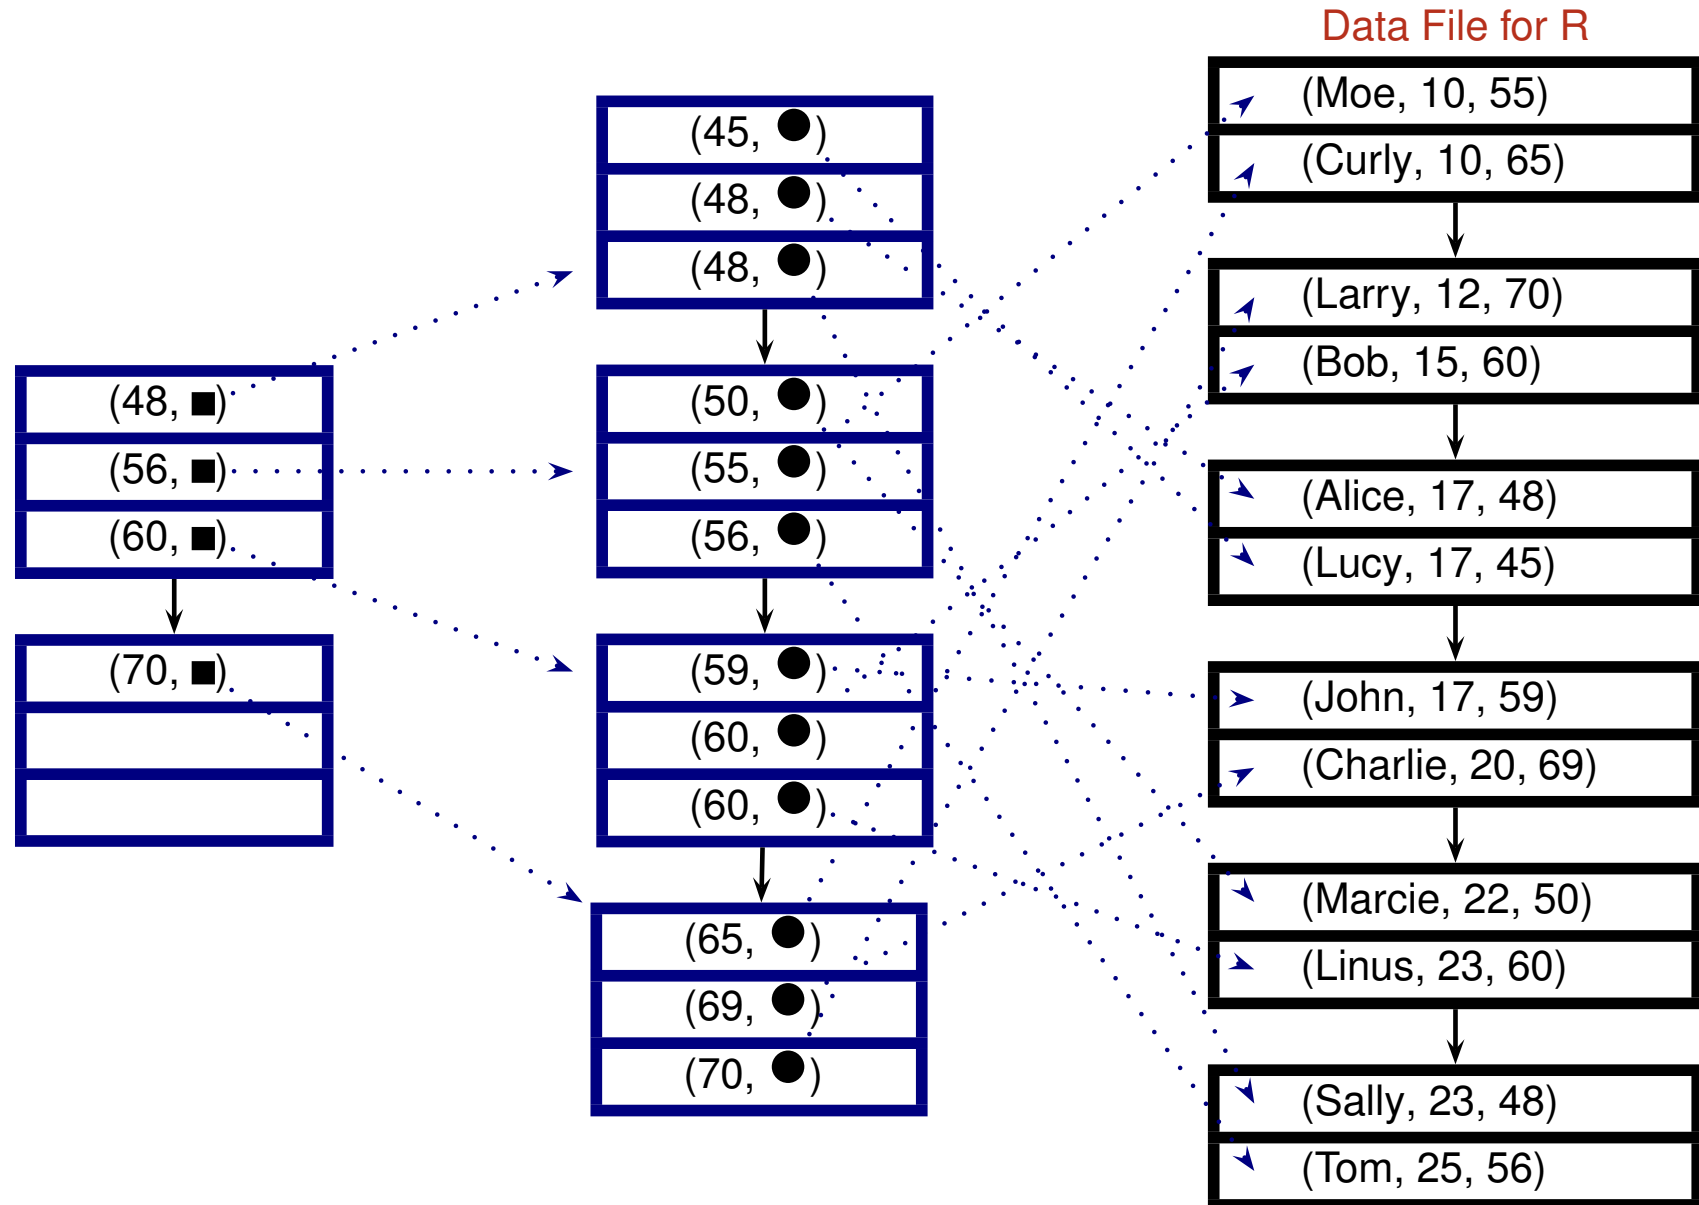 Data File for R
(48, ■)
(56, ■)
(60, ■)
(70, ■)
(45, ●)
(48, ●)
(48, ●)
(50, ●)
(55, ●)
(56, ●)
(59, ●)
(60, ●)
(60, ●)
(65, ●)
(69, ●)
(70, ●)
(Moe, 10, 55)
(Curly, 10, 65)
(Larry, 12, 70)
(Bob, 15, 60)
(Alice, 17, 48)
(Lucy, 17, 45)
(John, 17, 59)
(Charlie, 20, 69)
(Marcie, 22, 50)
(Linus, 23, 60)
(Sally, 23, 48)
(Tom, 25, 56)